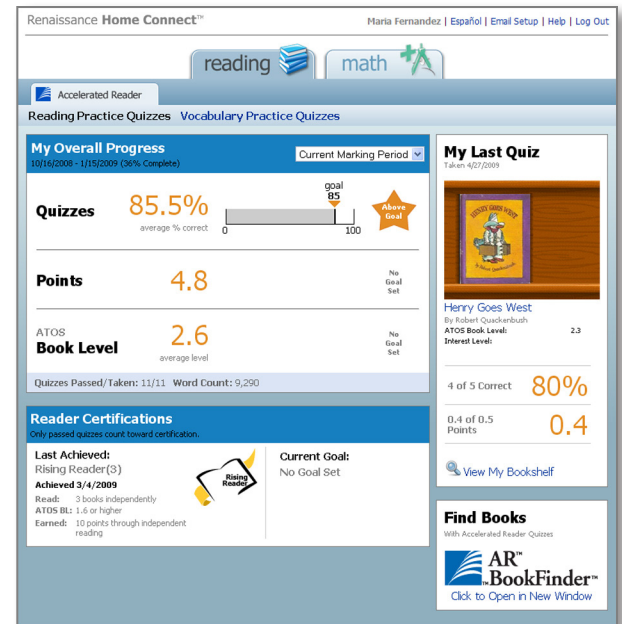 Renaissance Home Connect™
Maria Fernandez | Español | Email Setup | Help | Log Out
reading
math
Accelerated Reader
Reading Practice Quizzes Vocabulary Practice Quizzes
My Overall Progress
10/16/2008 - 1/15/2009 (36% Complete)
Current Marking Period
Quizzes
85.5%
average % correct
goal
85
0
100
Above
Goal
Points
4.8
No
Goal
Set
ATOS
Book Level
2.6
average level
No
Goal
Set
Quizzes Passed/Taken: 11/11 Word Count: 9,290
Reader Certifications
Only passed quizzes count toward certification.
Last Achieved:
Rising Reader(3)
Achieved 3/4/2009
Read: 3 books independently
ATOS BL: 1.6 or higher
Earned: 10 points through independent
reading
Rising
Reader
Current Goal:
No Goal Set
My Last Quiz
Taken 4/27/2009
HENRY GOES WEST
by Robert Quackenbush
Henry Goes West
By Robert Quackenbush
ATOS Book Level: 2.3
Interest Level:
4 of 5 Correct 80%
0.4 of 0.5
Points
0.4
View My Bookshelf
Find Books
With Accelerated Reader Quizzes
AR™
BookFinder™
Click to Open in New Window